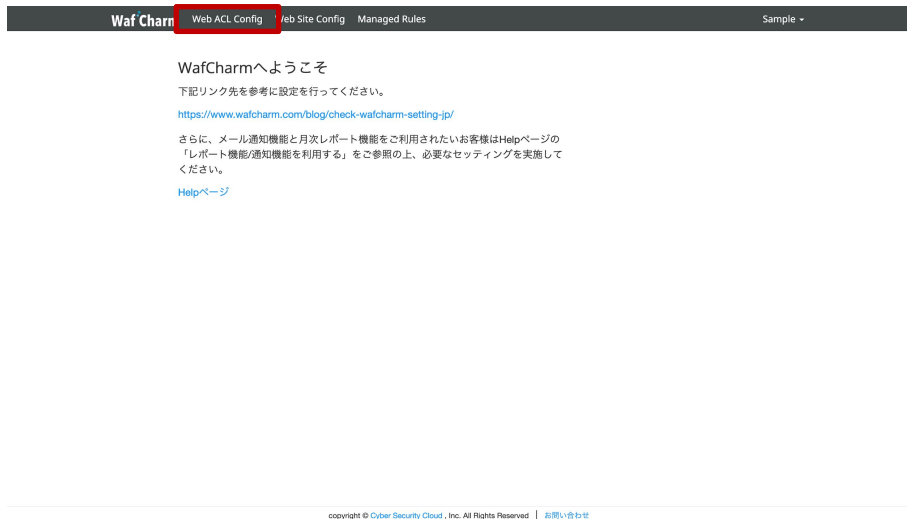 WafCharm Web ACL Config Web Site Config Managed Rules Sample
WafCharmへようこそ
下記リンク先を参考に設定を行ってください。
https://www.wafcharm.com/blog/check-wafcharm-setting-jp/
さらに、メール通知機能と月次レポート機能をご利用されたいお客様はHelpページの
「レポート機能/通知機能を利用する」をご参照の上、必要なセッティングを実施して
ください。
Helpページ
copyright © Cyber Security Cloud , Inc. All Rights Reserved | お問い合わせ